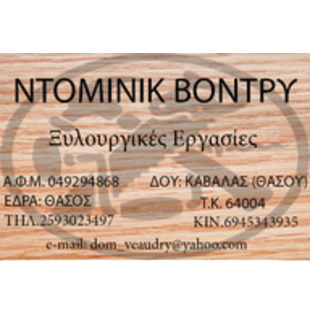 ΝΤΟΜΙΝΙΚ ΒΟΝΤΡΥ
Ξυλουργικές Εργασίες
Α.Φ.Μ. 049294868 ΔΟΥ: ΚΑΒΑΛΑΣ (ΘΑΣΟΥ)
ΕΔΡΑ: ΘΑΣΟΣ Τ.Κ. 64004
ΤΗΛ.2593023497 ΚΙΝ.6945343935
e-mail: dom_veaudry@yahoo.com